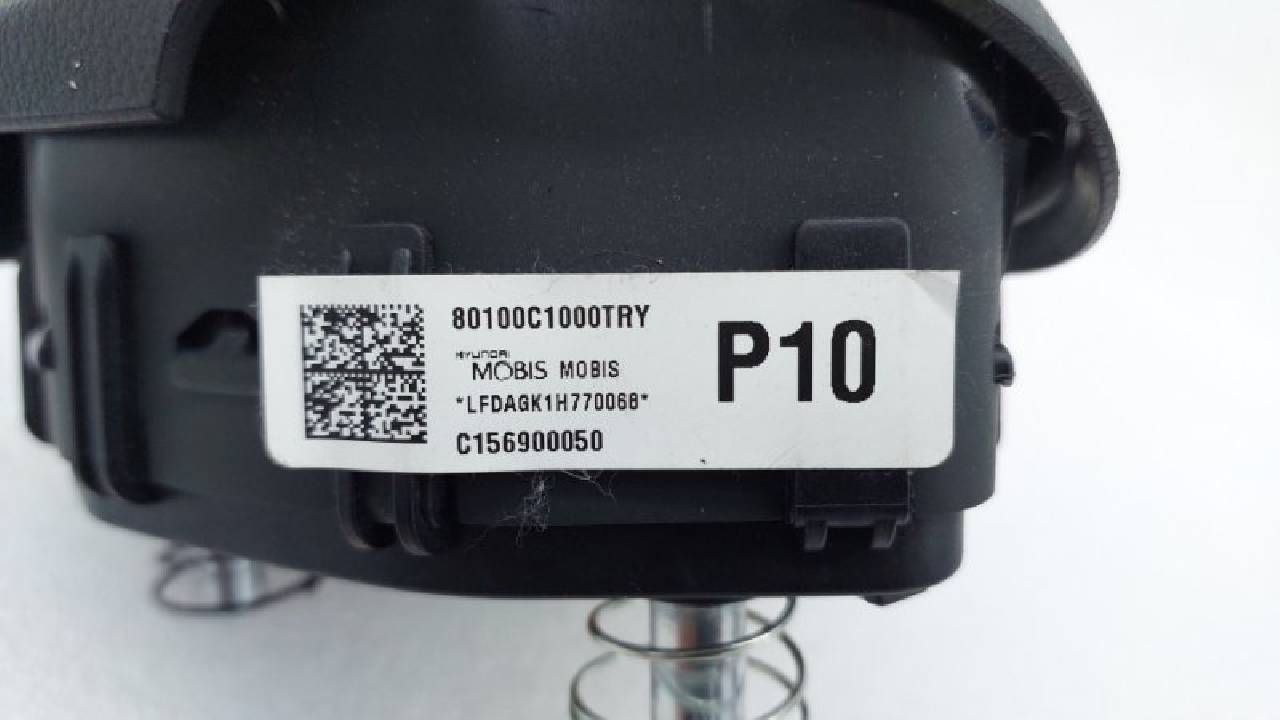 80100C1000TRY
HYUNDAI
MOBIS MOBIS
*LFDAGK1H770068*
C156900050
P10